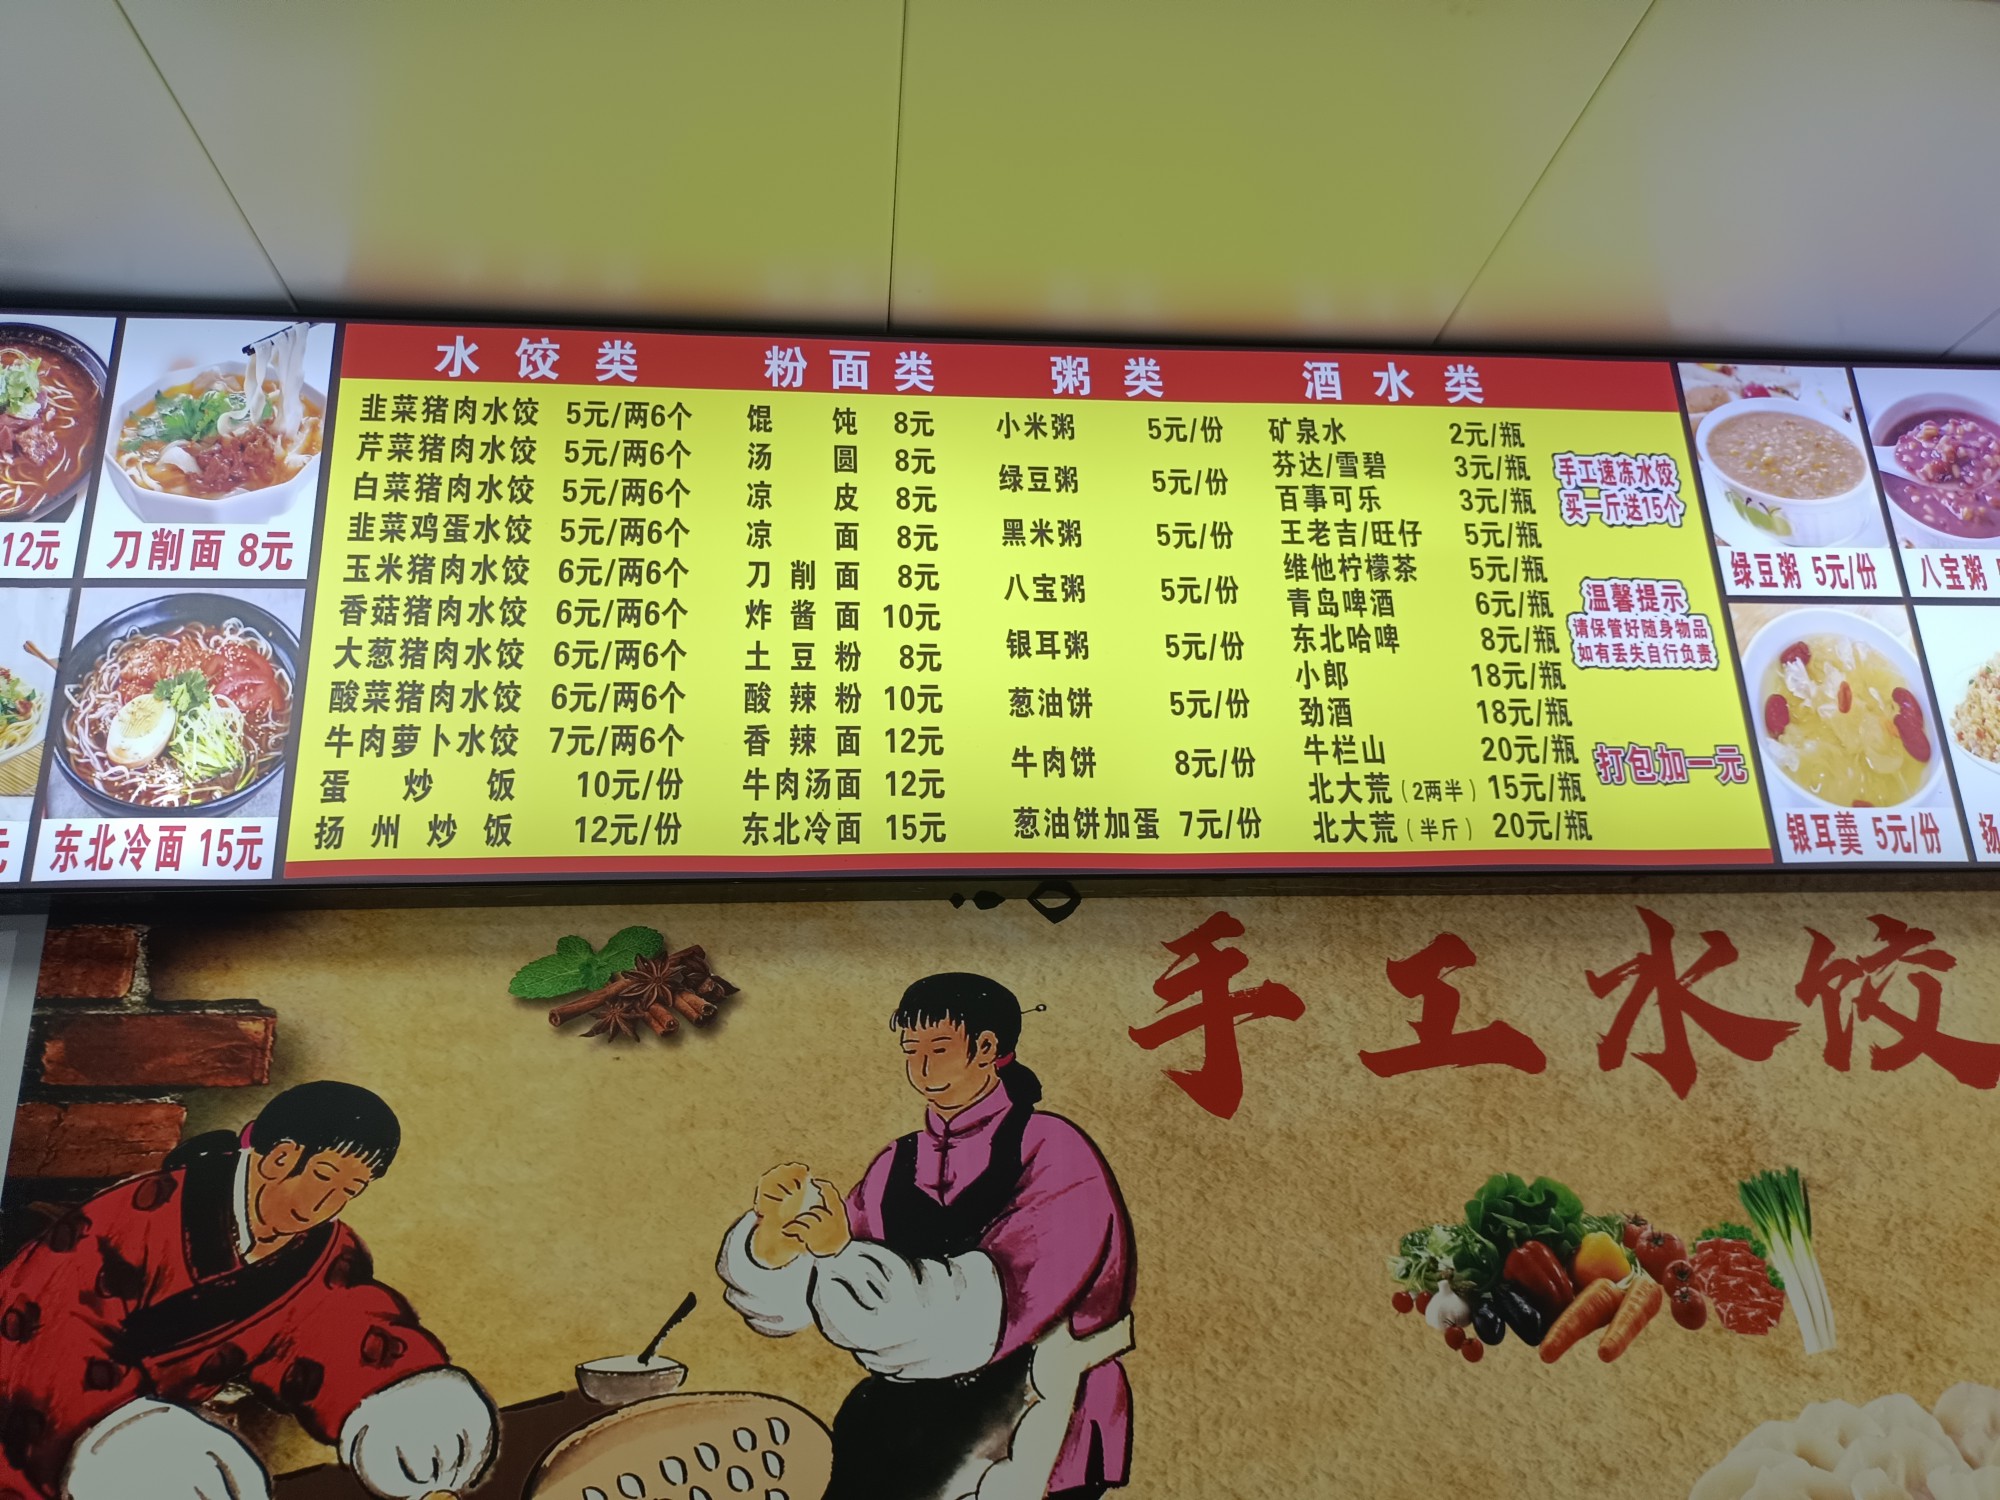 水饺类
韭菜猪肉水饺 5元/两6个
芹菜猪肉水饺 5元/两6个
白菜猪肉水饺 5元/两6个
韭菜鸡蛋水饺 5元/两6个
玉米猪肉水饺 6元/两6个
香菇猪肉水饺 6元/两6个
大葱猪肉水饺 6元/两6个
酸菜猪肉水饺 6元/两6个
牛肉萝卜水饺 7元/两6个
蛋炒饭 10元/份
扬州炒饭 12元/份
粉面类
馄饨 8元
汤圆 8元
凉皮 8元
凉面 8元
刀削面 8元
炸酱面 10元
土豆粉 8元
酸辣粉 10元
香辣面 12元
牛肉汤面 12元
东北冷面 15元
粥类
小米粥 5元/份
绿豆粥 5元/份
黑米粥 5元/份
八宝粥 5元/份
银耳粥 5元/份
葱油饼 5元/份
牛肉饼 8元/份
葱油饼加蛋 7元/份
酒水类
矿泉水 2元/瓶
芬达/雪碧 3元/瓶
百事可乐 3元/瓶
王老吉/旺仔 5元/瓶
维他柠檬茶 5元/瓶
青岛啤酒 6元/瓶
东北哈啤 8元/瓶
小郎 18元/瓶
劲酒 18元/瓶
牛栏山 20元/瓶
北大荒（2两半）15元/瓶
北大荒（半斤）20元/瓶
手工速冻水饺
买一斤送15个
温馨提示
请保管好随身物品
如有丢失自行负责
打包加一元
12元
刀削面 8元
元
东北冷面 15元
绿豆粥 5元/份
八宝粥
银耳羹 5元/份
扬
手工水饺